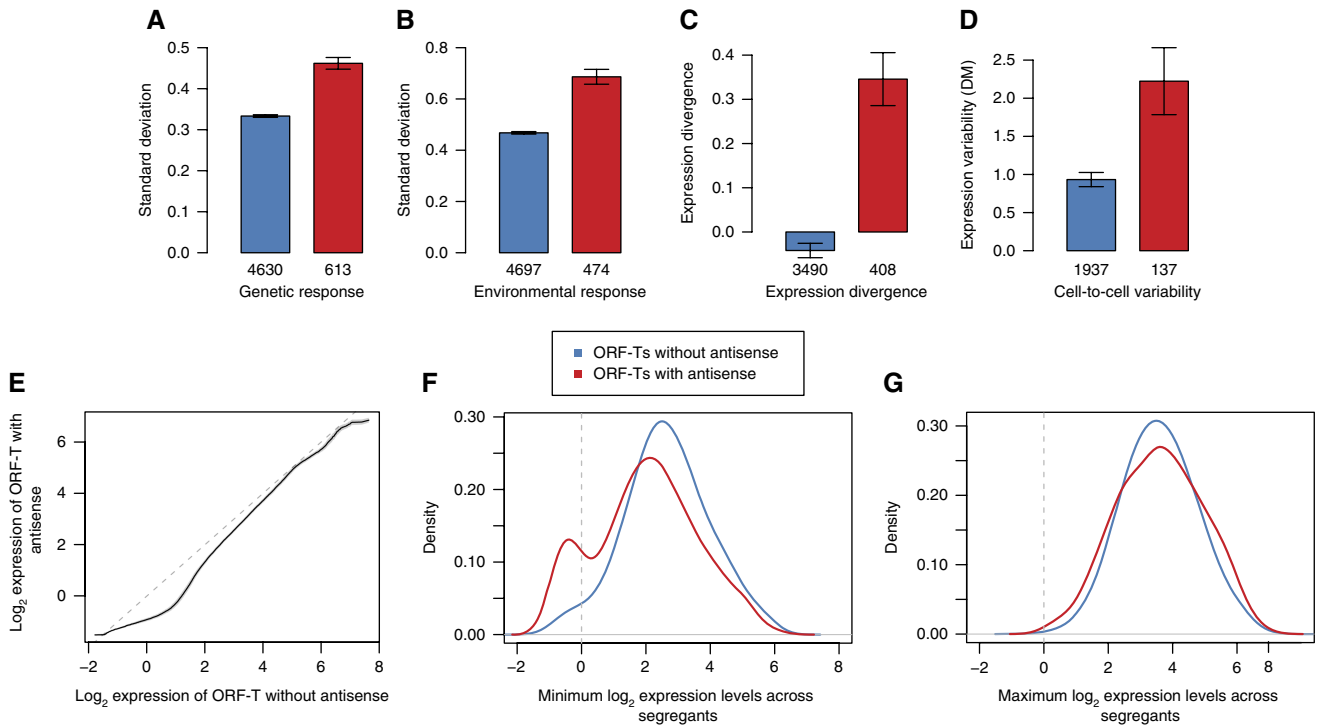 A
Standard deviation
0.5
0.4
0.3
0.2
0.1
0.0
4630
613
Genetic response
B
Standard deviation
0.8
0.6
0.4
0.2
0.0
4697
474
Environmental response
C
Expression divergence
0.4
0.3
0.2
0.1
0.0
3490
408
Expression divergence
D
Expression variability (DM)
2.5
2.0
1.5
1.0
0.5
0.0
1937
137
Cell-to-cell variability
ORF-Ts without antisense
ORF-Ts with antisense
E
Log2 expression of ORF-T with
antisense
6
4
2
0
−2 0 2 4 6 8
Log2 expression of ORF-T without antisense
F
Density
0.30
0.20
0.10
0.00
−2 0 2 4 6 8
Minimum log2 expression levels across
segregants
G
Density
0.30
0.20
0.10
0.00
−2 0 2 4 6 8
Maximum log2 expression levels across
segregants